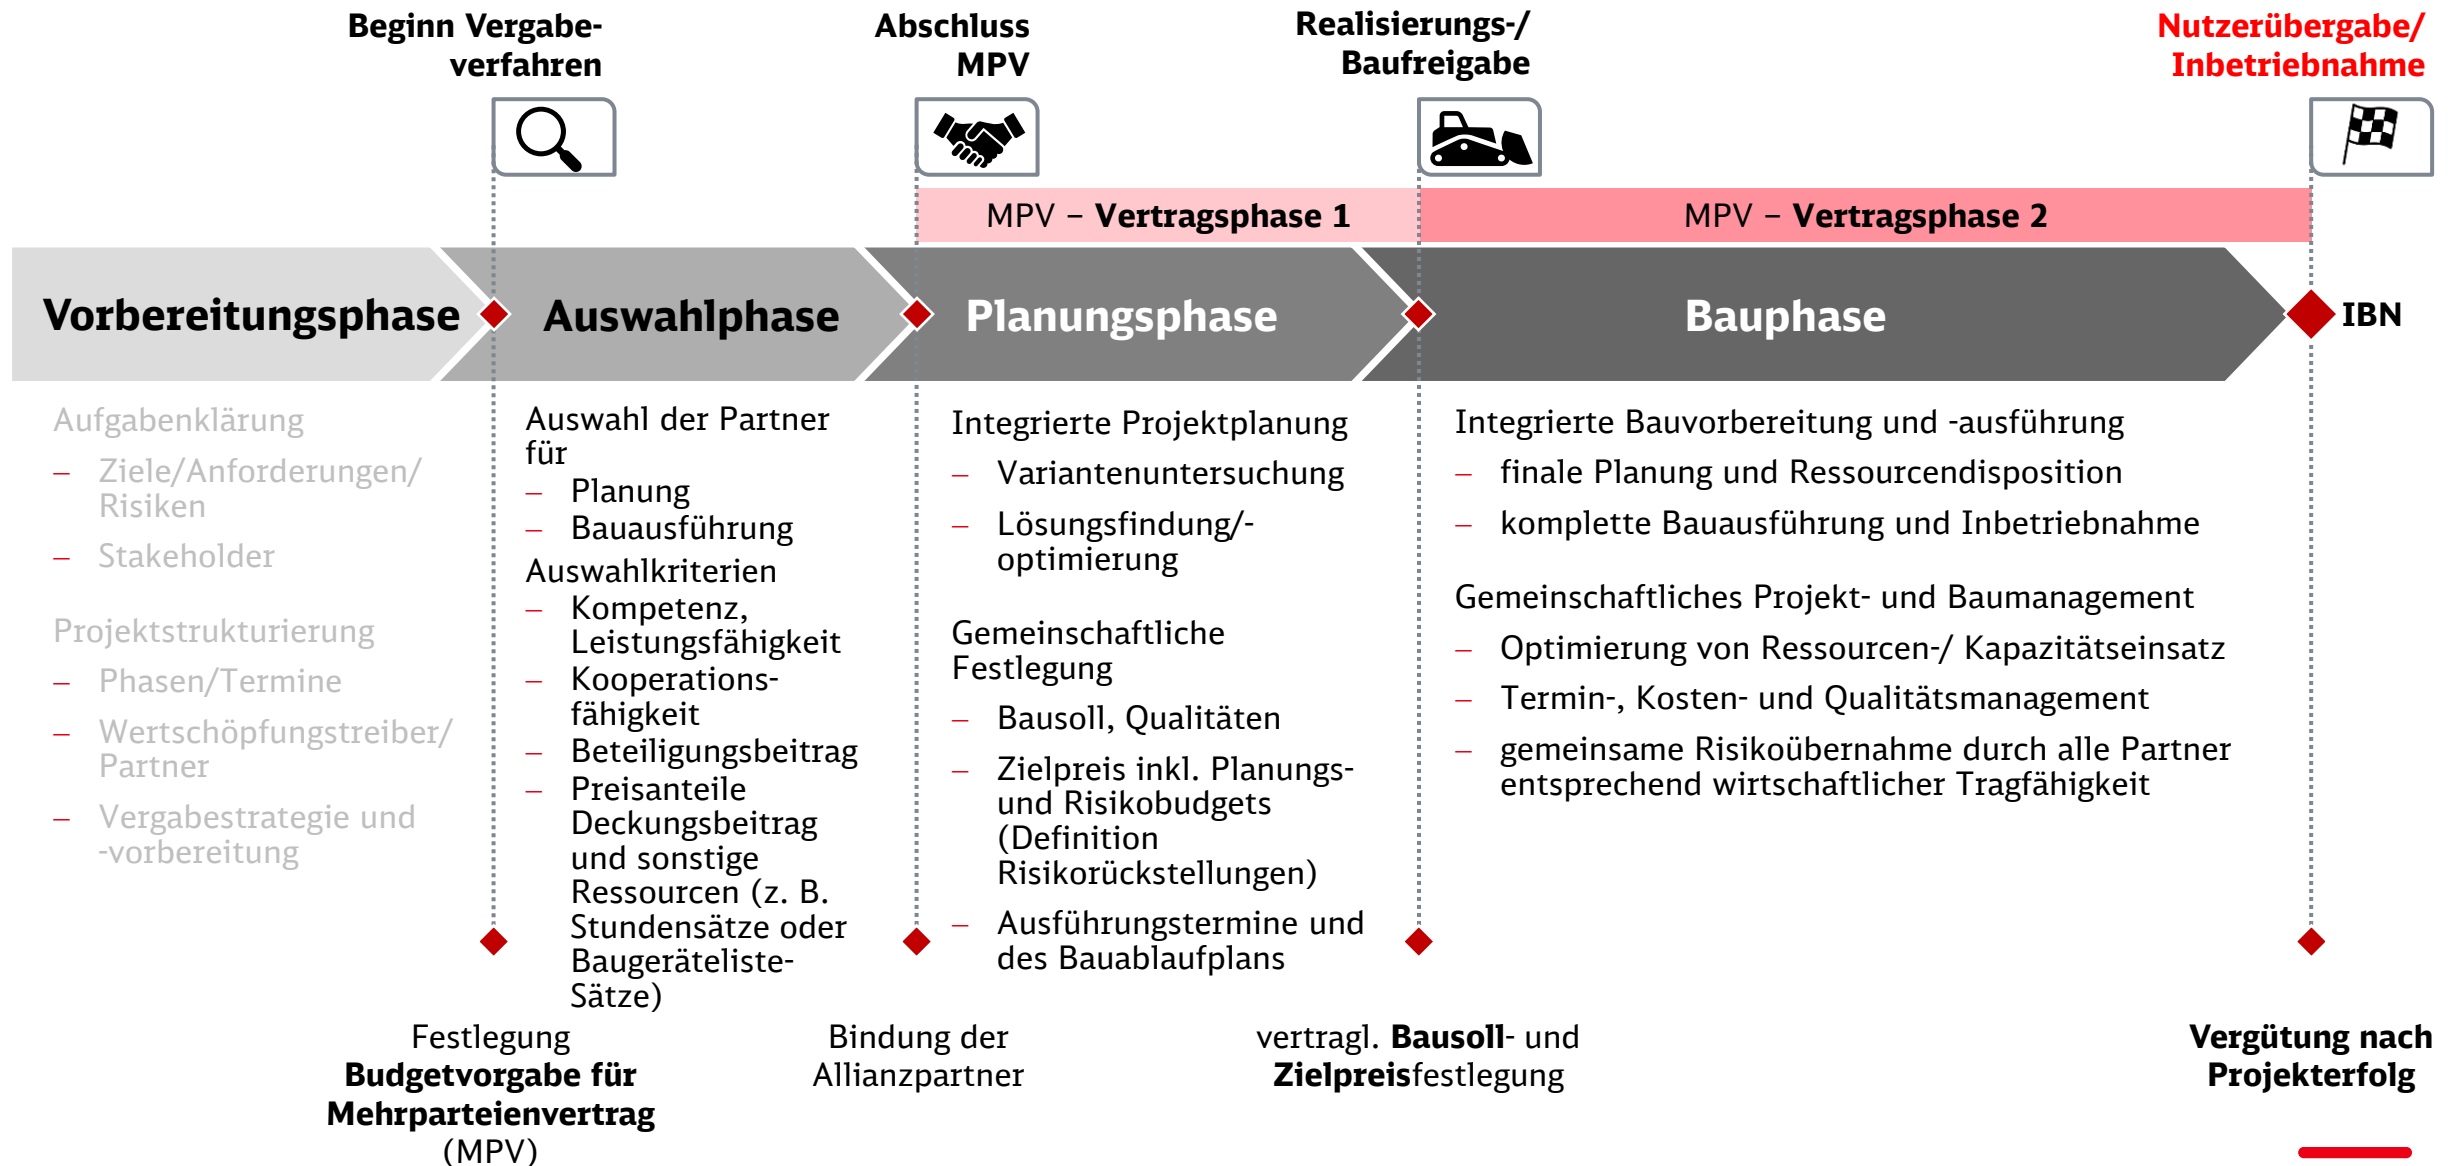 Beginn Vergabe-
verfahren
Abschluss
MPV
Realisierungs-/
Baufreigabe
Nutzerübergabe/
Inbetriebnahme
MPV – Vertragsphase 1
MPV – Vertragsphase 2
Vorbereitungsphase
Auswahlphase
Planungsphase
Bauphase
IBN
Aufgabenklärung
– Ziele/Anforderungen/
Risiken
– Stakeholder
Projektstrukturierung
– Phasen/Termine
– Wertschöpfungstreiber/
Partner
– Vergabestrategie und
-vorbereitung
Auswahl der Partner
für
– Planung
– Bauausführung
Auswahlkriterien
– Kompetenz,
Leistungsfähigkeit
– Kooperations-
fähigkeit
– Beteiligungsbeitrag
– Preisanteile
Deckungsbeitrag
und sonstige
Ressourcen (z. B.
Stundensätze oder
Baugeräteliste-
Sätze)
Integrierte Projektplanung
– Variantenuntersuchung
– Lösungsfindung/-
optimierung
Gemeinschaftliche
Festlegung
– Bausoll, Qualitäten
– Zielpreis inkl. Planungs-
und Risikobudgets
(Definition
Risikorückstellungen)
– Ausführungstermine und
des Bauablaufplans
Integrierte Bauvorbereitung und -ausführung
– finale Planung und Ressourcendisposition
– komplette Bauausführung und Inbetriebnahme
Gemeinschaftliches Projekt- und Baumanagement
– Optimierung von Ressourcen-/ Kapazitätseinsatz
– Termin-, Kosten- und Qualitätsmanagement
– gemeinsame Risikoübernahme durch alle Partner
entsprechend wirtschaftlicher Tragfähigkeit
Festlegung
Budgetvorgabe für
Mehrparteienvertrag
(MPV)
Bindung der
Allianzpartner
vertragl. Bausoll- und
Zielpreisfestlegung
Vergütung nach
Projekterfolg